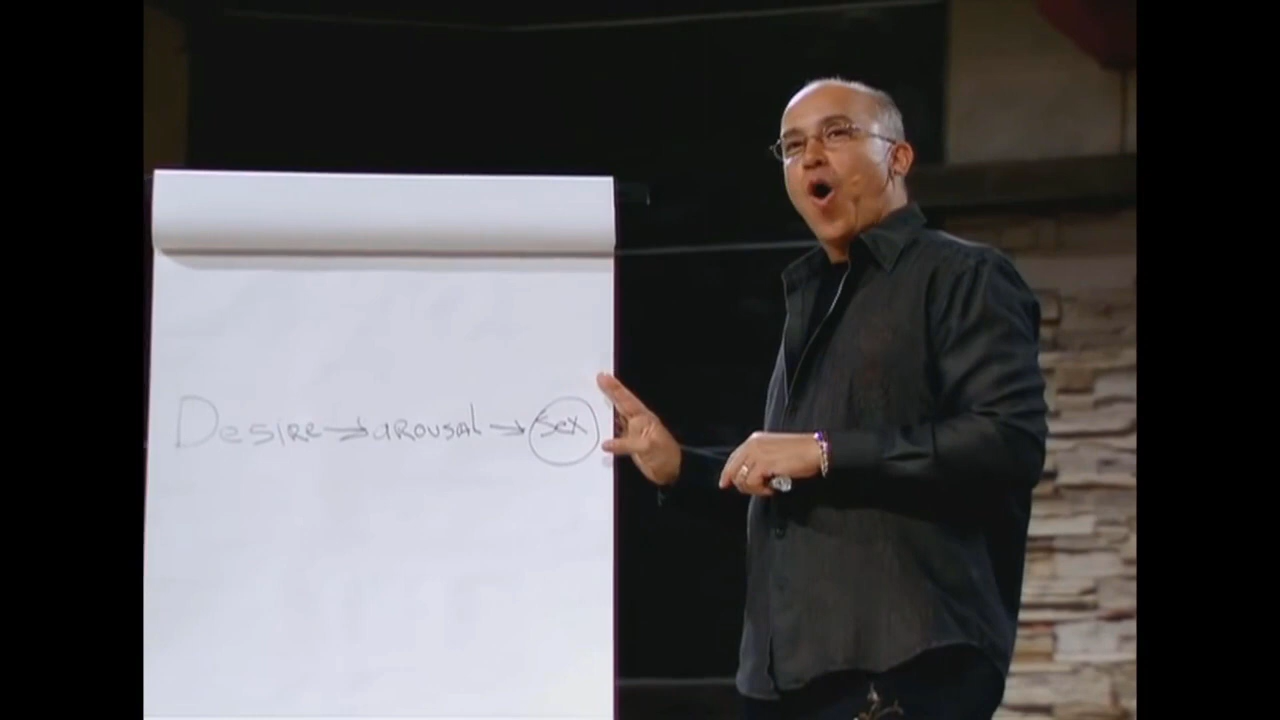 Desire → arousal → Sex